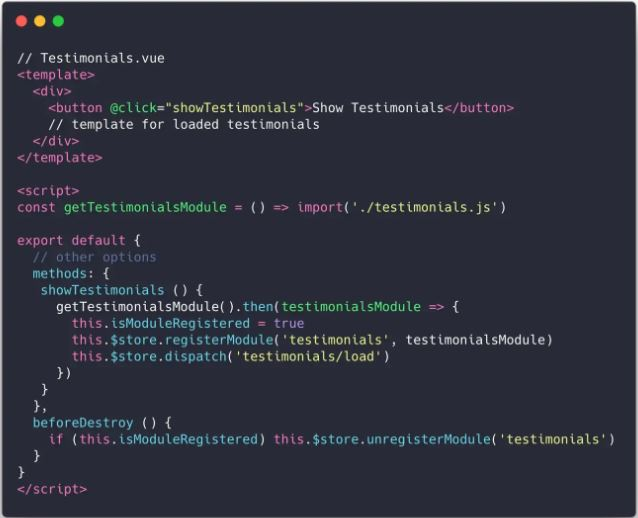 // Testimonials.vue
<template>
  <div>
    <button @click="showTestimonials">Show Testimonials</button>
    // template for loaded testimonials
  </div>
</template>

<script>
const getTestimonialsModule = () => import('./testimonials.js')

export default {
  // other options
  methods: {
   showTestimonials () {
     getTestimonialsModule().then(testimonialsModule => {
       this.isModuleRegistered = true
       this.$store.registerModule('testimonials', testimonialsModule)
       this.$store.dispatch('testimonials/load')
     })
   }
  },
  beforeDestroy () {
    if (this.isModuleRegistered) this.$store.unregisterModule('testimonials')
  }
}
</script>